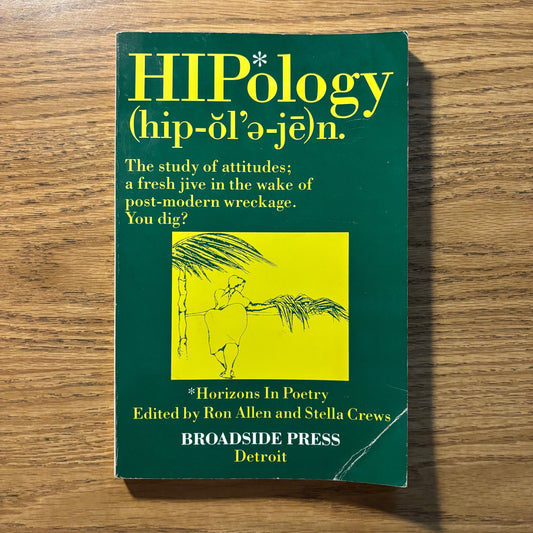 HIP*ology
(hip-ŏl'ə-jē)n.
The study of attitudes;
a fresh jive in the wake of
post-modern wreckage.
You dig?
*Horizons In Poetry
Edited by Ron Allen and Stella Crews
BROADSIDE PRESS
Detroit